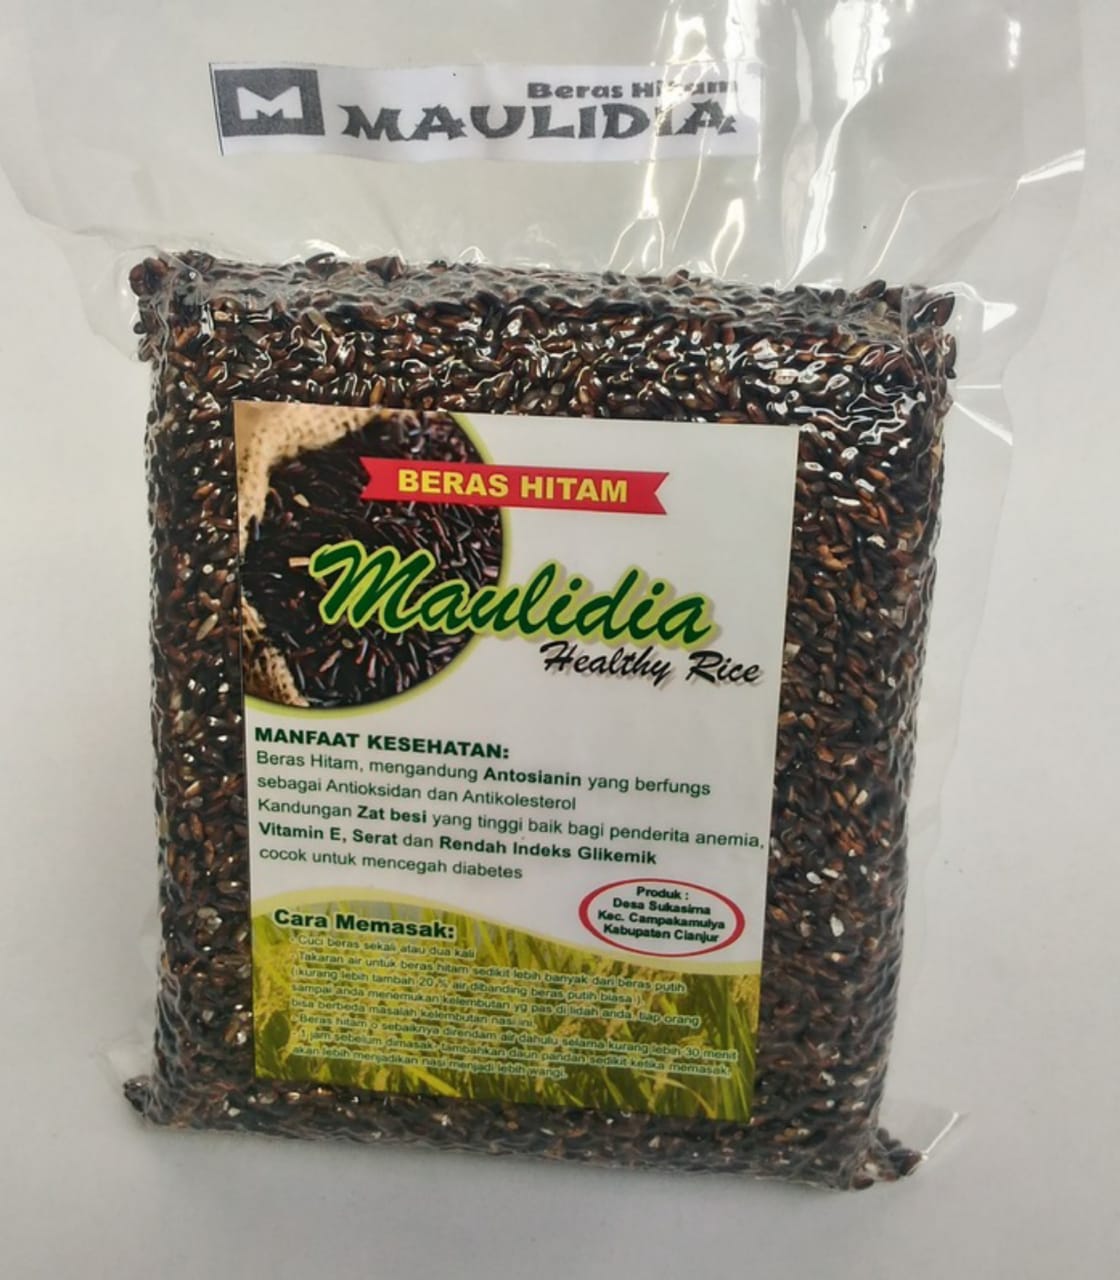 M
Beras Hitam
MAULIDIA
BERAS HITAM
Maulidia
Healthy Rice
MANFAAT KESEHATAN:
Beras Hitam, mengandung Antosianin yang berfungs
sebagai Antioksidan dan Antikolesterol
Kandungan Zat besi yang tinggi baik bagi penderita anemia,
Vitamin E, Serat dan Rendah Indeks Glikemik
cocok untuk mencegah diabetes
Produk :
Desa Sukasirna
Kec. Campakamulya
Kabupaten Cianjur
Cara Memasak:
- Cuci beras sekali atau dua kali
- Takaran air untuk beras hitam sedikit lebih banyak dari beras putih
( kurang lebih tambah 20 % air dibanding beras putih biasa )
sampai anda menemukan kelembutan yg pas di lidah anda. tiap orang
bisa berbeda masalah kelembutan nasi ini.
- Beras hitam o sebaiknya direndam air dahulu selama kurang lebih 30 menit
- 1 jam sebelum dimasak, tambahkan daun pandan sedikit ketika memasak,
akan lebih menjadikan nasi menjadi lebih wangi.